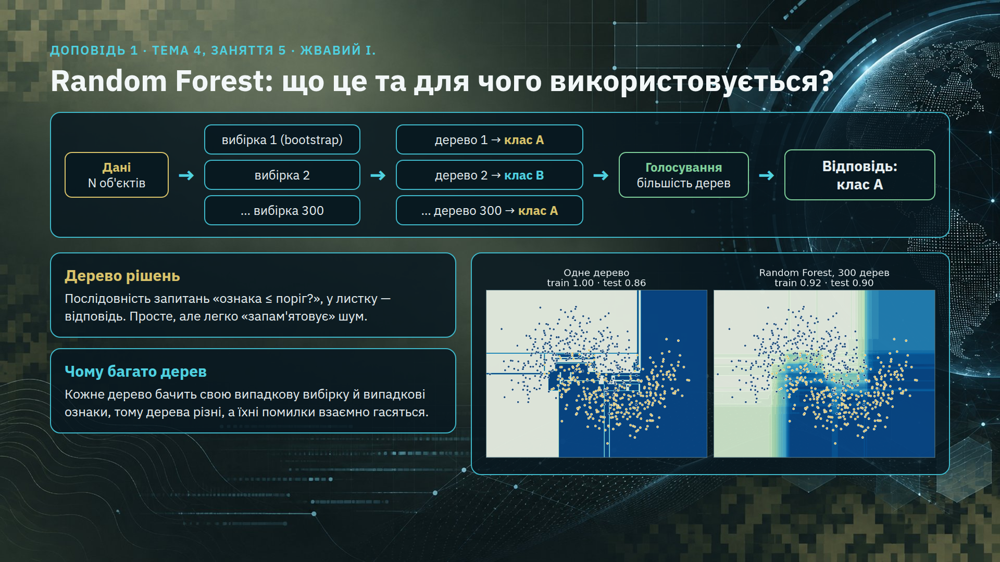 ДОПОВІДЬ 1 · ТЕМА 4, ЗАНЯТТЯ 5 · ЖВАВИЙ І.
Random Forest: що це та для чого використовується?
Дані
N об'єктів
→
вибірка 1 (bootstrap)
вибірка 2
... вибірка 300
→
дерево 1 → клас A
дерево 2 → клас B
... дерево 300 → клас A
→
Голосування
більшість дерев
→
Відповідь:
клас A
Дерево рішень
Послідовність запитань «ознака ≤ поріг?», у листку —
відповідь. Просте, але легко «запам'ятовує» шум.
Чому багато дерев
Кожне дерево бачить свою випадкову вибірку й випадкові
ознаки, тому дерева різні, а їхні помилки взаємно гасяться.
Одне дерево
train 1.00 · test 0.86
Random Forest, 300 дерев
train 0.92 · test 0.90